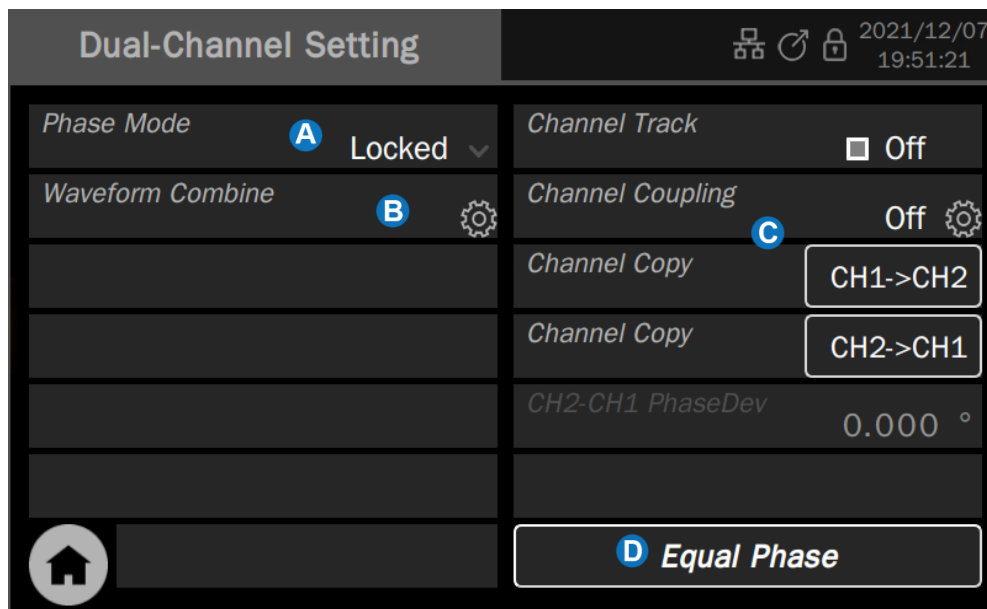 Dual-Channel Setting
2021/12/07
19:51:21
Phase Mode
A
Locked
Channel Track
Off
Waveform Combine
B
Channel Coupling
Off
C
Channel Copy
CH1->CH2
Channel Copy
CH2->CH1
CH2-CH1 PhaseDev
0.000 °
D Equal Phase